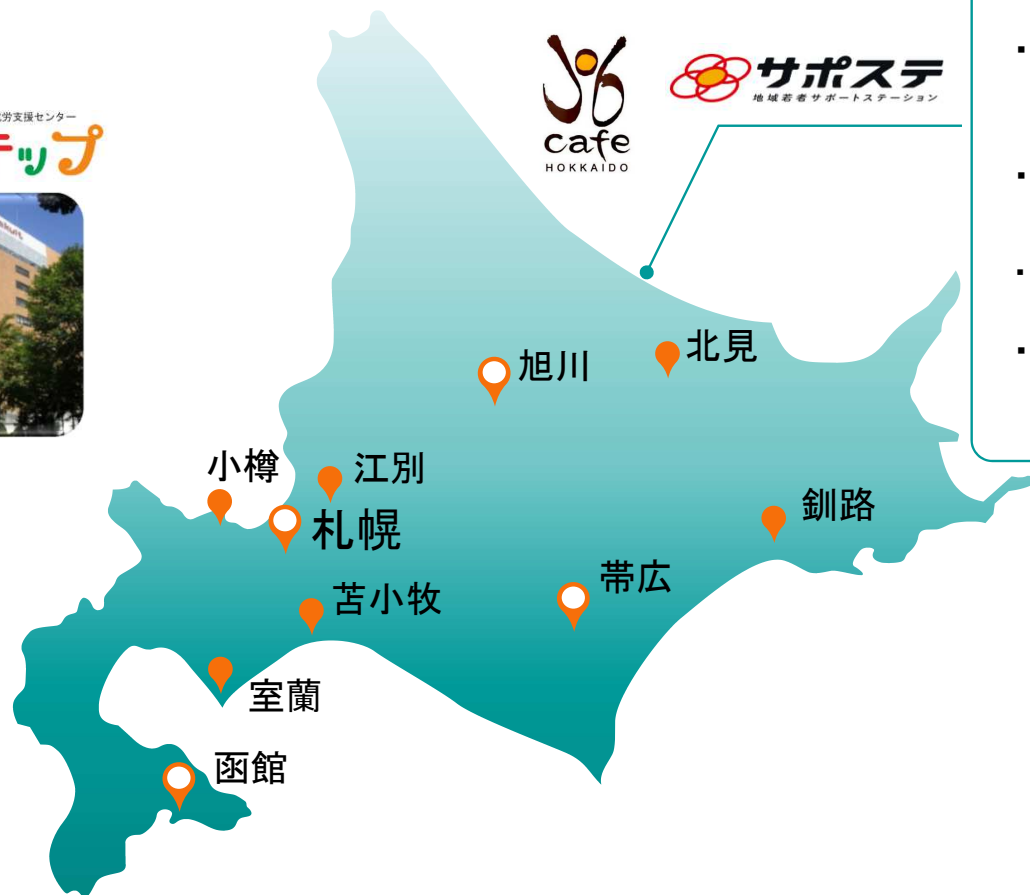 労支援センター
ップ
Job
cafe
HOKKAIDO
サポステ
地域若者サポートステーション
北見
旭川
小樽
江別
札幌
釧路
帯広
苫小牧
室蘭
函館